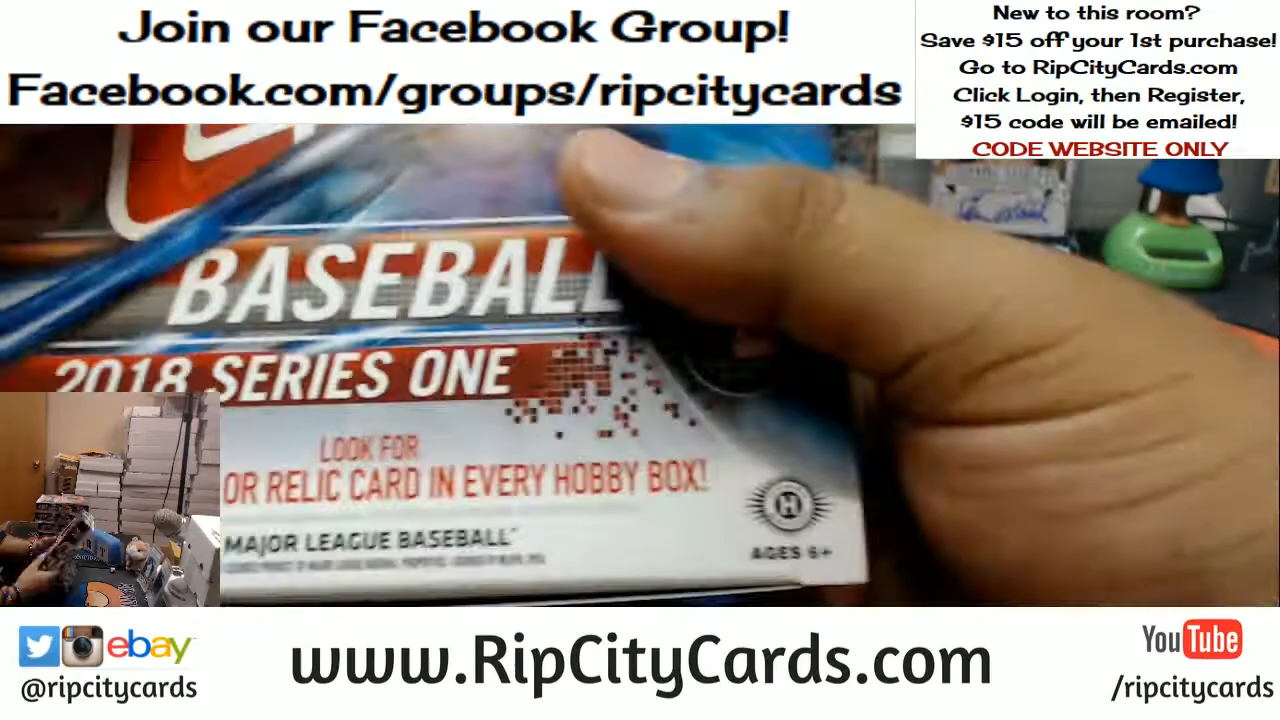 Join our Facebook Group!
Facebook.com/groups/ripcitycards
New to this room?
Save $15 off your 1st purchase!
Go to RipCityCards.com
Click Login, then Register,
$15 code will be emailed!
CODE WEBSITE ONLY
BASEBALL
2018 SERIES ONE
LOOK FOR
OR RELIC CARD IN EVERY HOBBY BOX!
MAJOR LEAGUE BASEBALL
H
AGES 6+
ebay
@ripcitycards
www.RipCityCards.com
YouTube
/ripcitycards